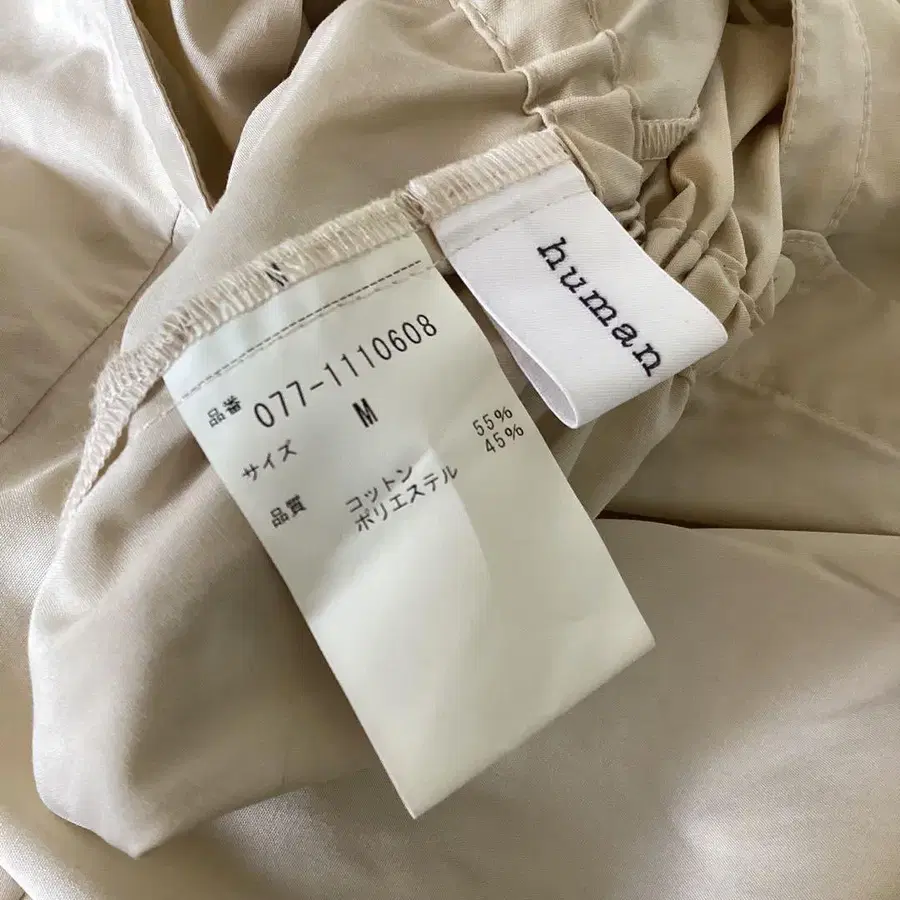 品番 077-1110608
サイズ M
品質 コットン 55%
ポリエステル 45%
human
M